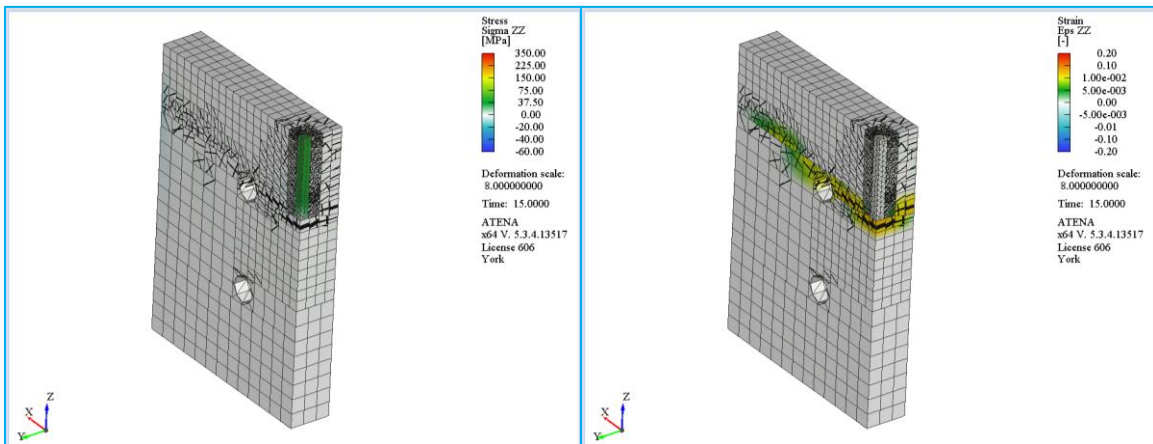 Stress
Sigma ZZ
[MPa]
350.00
225.00
150.00
75.00
37.50
0.00
-20.00
-40.00
-60.00
Deformation scale:
8.000000000
Time: 15.0000
ATENA
x64 V. 5.3.4.13517
License 606
York
Z
X
Y
Strain
Eps ZZ
[-]
0.20
0.10
1.00e-002
5.00e-003
0.00
-5.00e-003
-0.01
-0.10
-0.20
Deformation scale:
8.000000000
Time: 15.0000
ATENA
x64 V. 5.3.4.13517
License 606
York
Z
X
Y